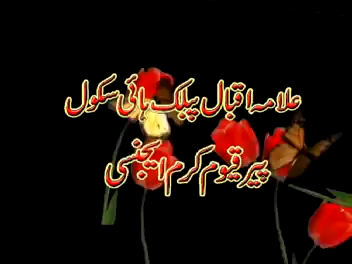 علامہ اقبال پبلک ہائی سکول
پیر قیوم کرم ایجنسی